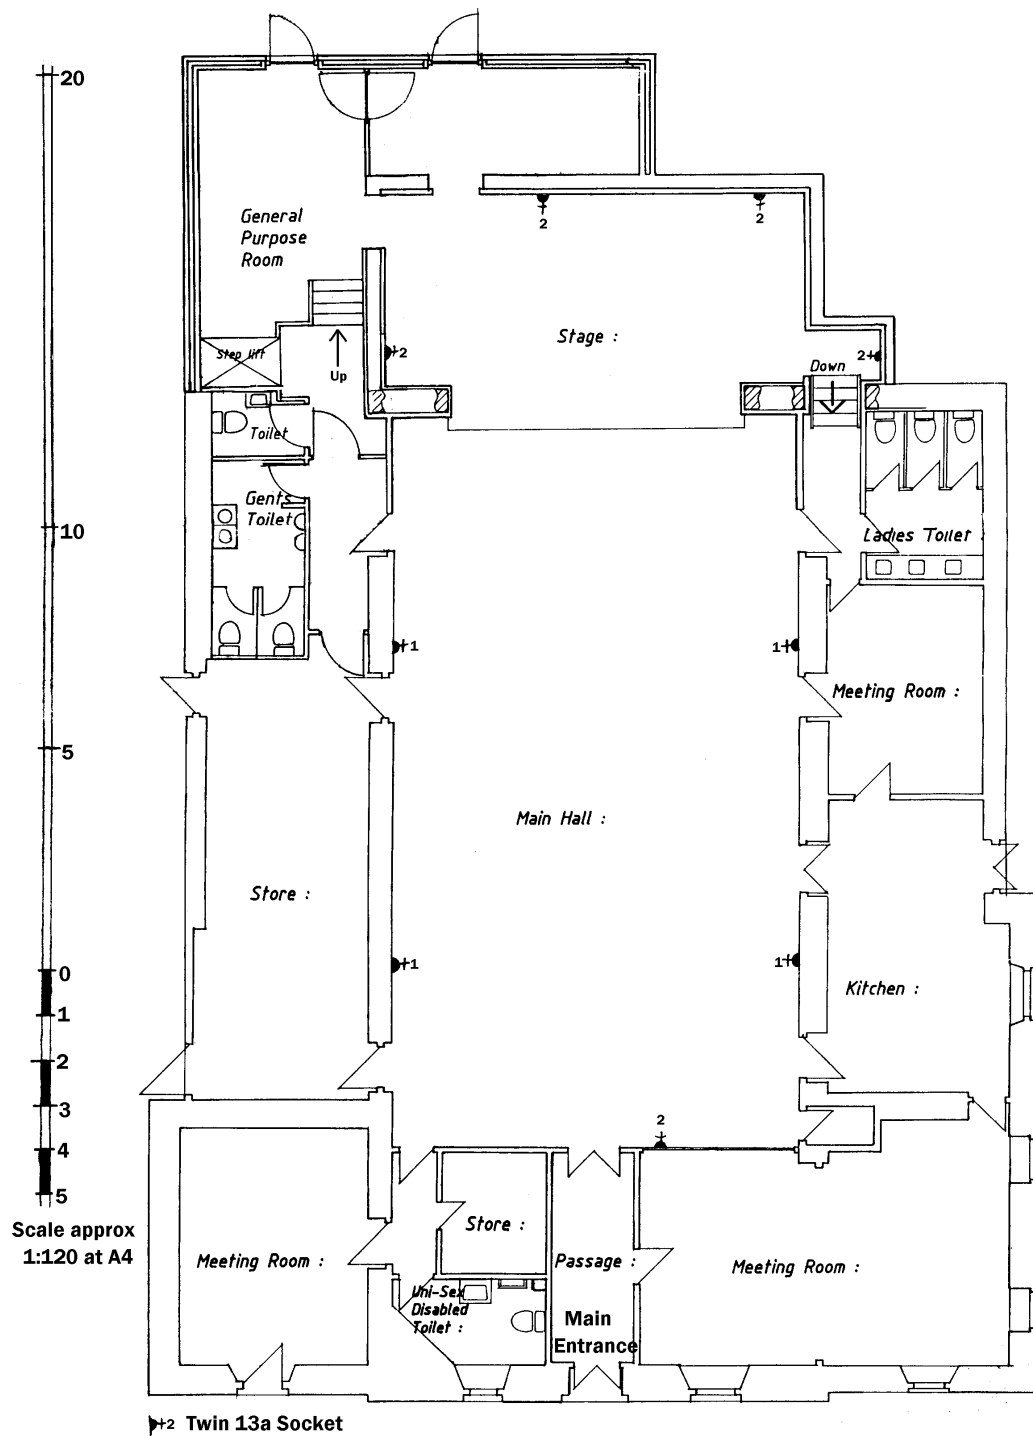 20
2
2
General
Purpose
Room
Stage :
2
Step lift
Up
Down
2
Toilet
Gents
Toilet
10
Ladies Toilet :
1
1
Meeting Room :
5
Main Hall :
Store :
0
1
1
Kitchen :
1
2
3
2
4
5
Scale approx
1:120 at A4
Store :
Meeting Room :
Passage :
Meeting Room :
Uni-Sex
Disabled
Toilet :
Main
Entrance
2 Twin 13a Socket